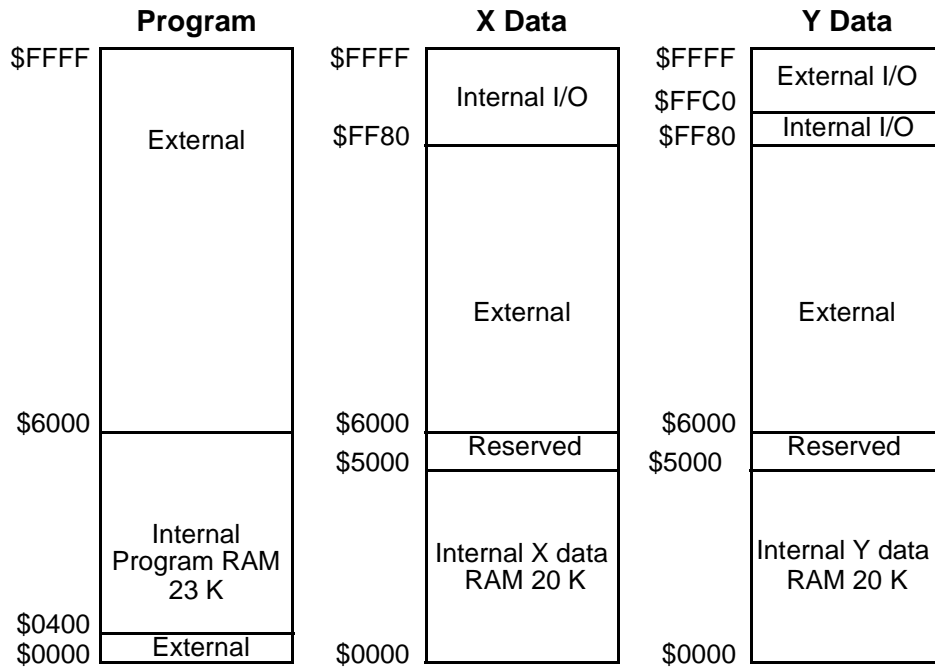 Program
$FFFF
External
$6000
Internal
Program RAM
23 K
$0400
External
$0000
X Data
$FFFF
Internal I/O
$FF80
External
$6000
Reserved
$5000
Internal X data
RAM 20 K
$0000
Y Data
$FFFF
External I/O
$FFC0
Internal I/O
$FF80
External
$6000
Reserved
$5000
Internal Y data
RAM 20 K
$0000